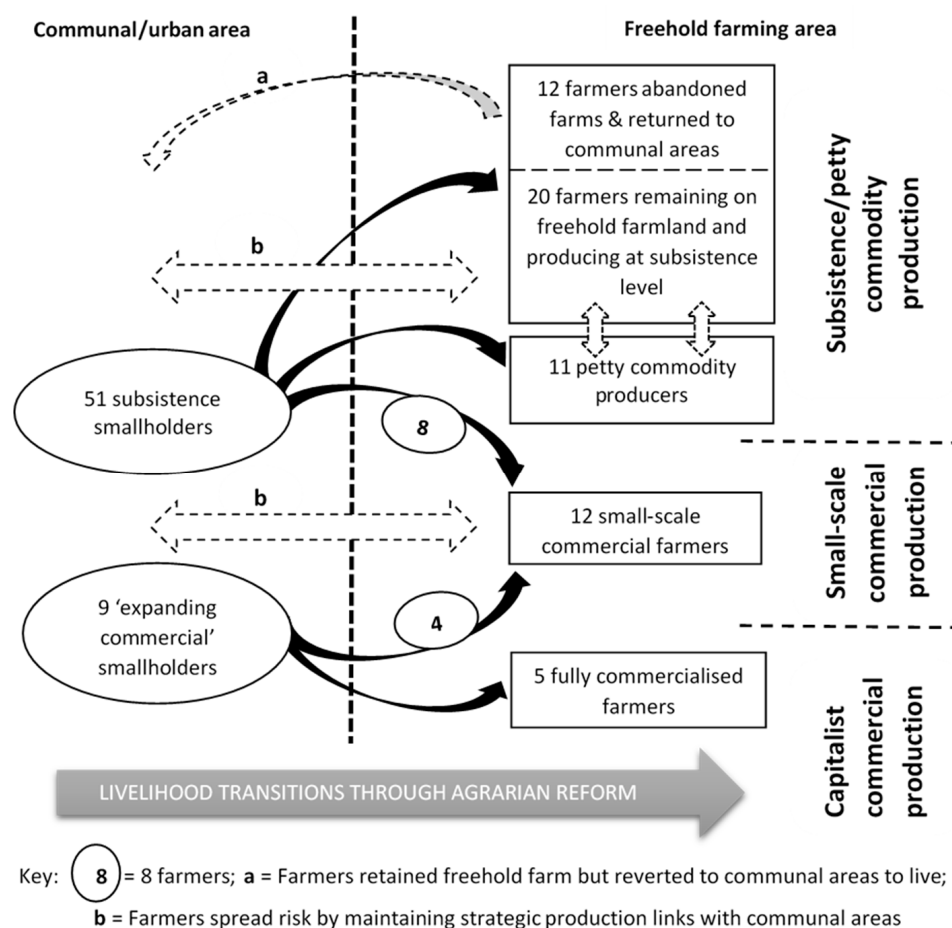 Communal/urban area
Freehold farming area
a
12 farmers abandoned
farms & returned to
communal areas
20 farmers remaining on
freehold farmland and
producing at subsistence
level
b
11 petty commodity
producers
Subsistence/petty
commodity
production
51 subsistence
smallholders
8
b
12 small-scale
commercial farmers
Small-scale
commercial
production
9 ‘expanding
commercial’
smallholders
4
5 fully commercialised
farmers
Capitalist
commercial
production
LIVELIHOOD TRANSITIONS THROUGH AGRARIAN REFORM
Key: 8 = 8 farmers; a = Farmers retained freehold farm but reverted to communal areas to live;
b = Farmers spread risk by maintaining strategic production links with communal areas